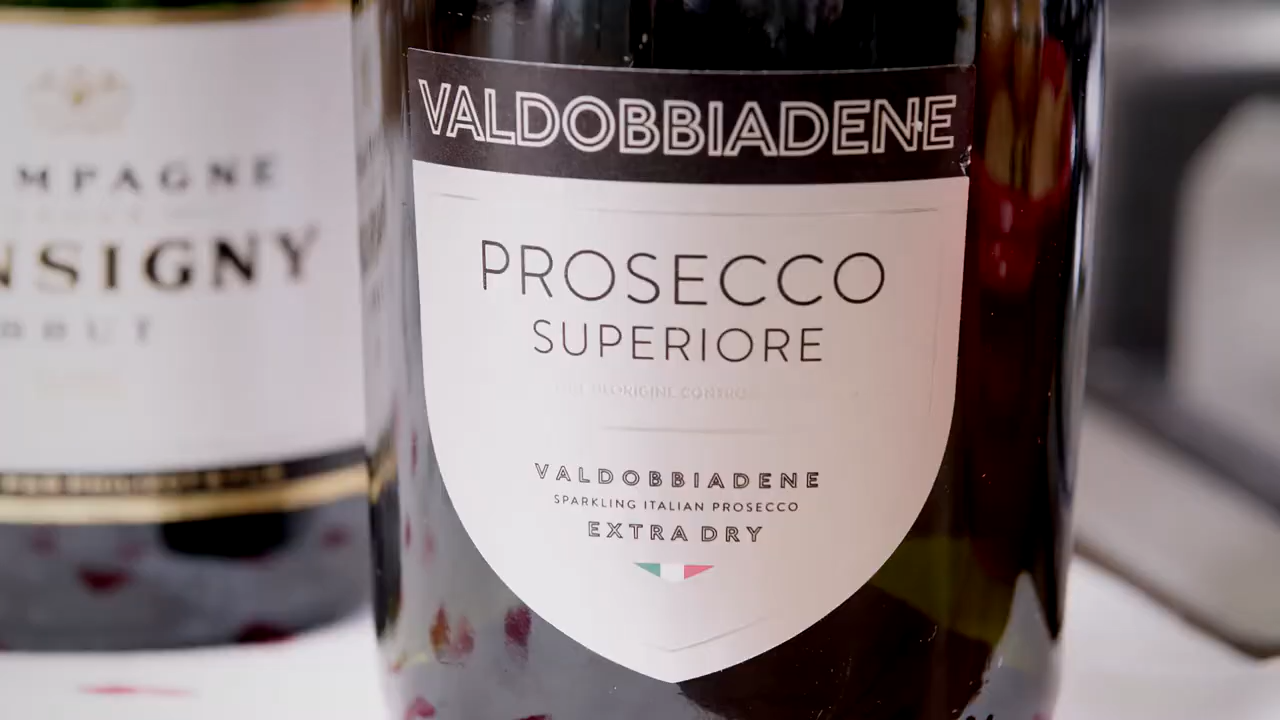 VALDOBBIADENE
PROSECCO
SUPERIORE
VALDOBBIADENE
SPARKLING ITALIAN PROSECCO
EXTRA DRY
MPAGNE
NSIGNY
BRUT